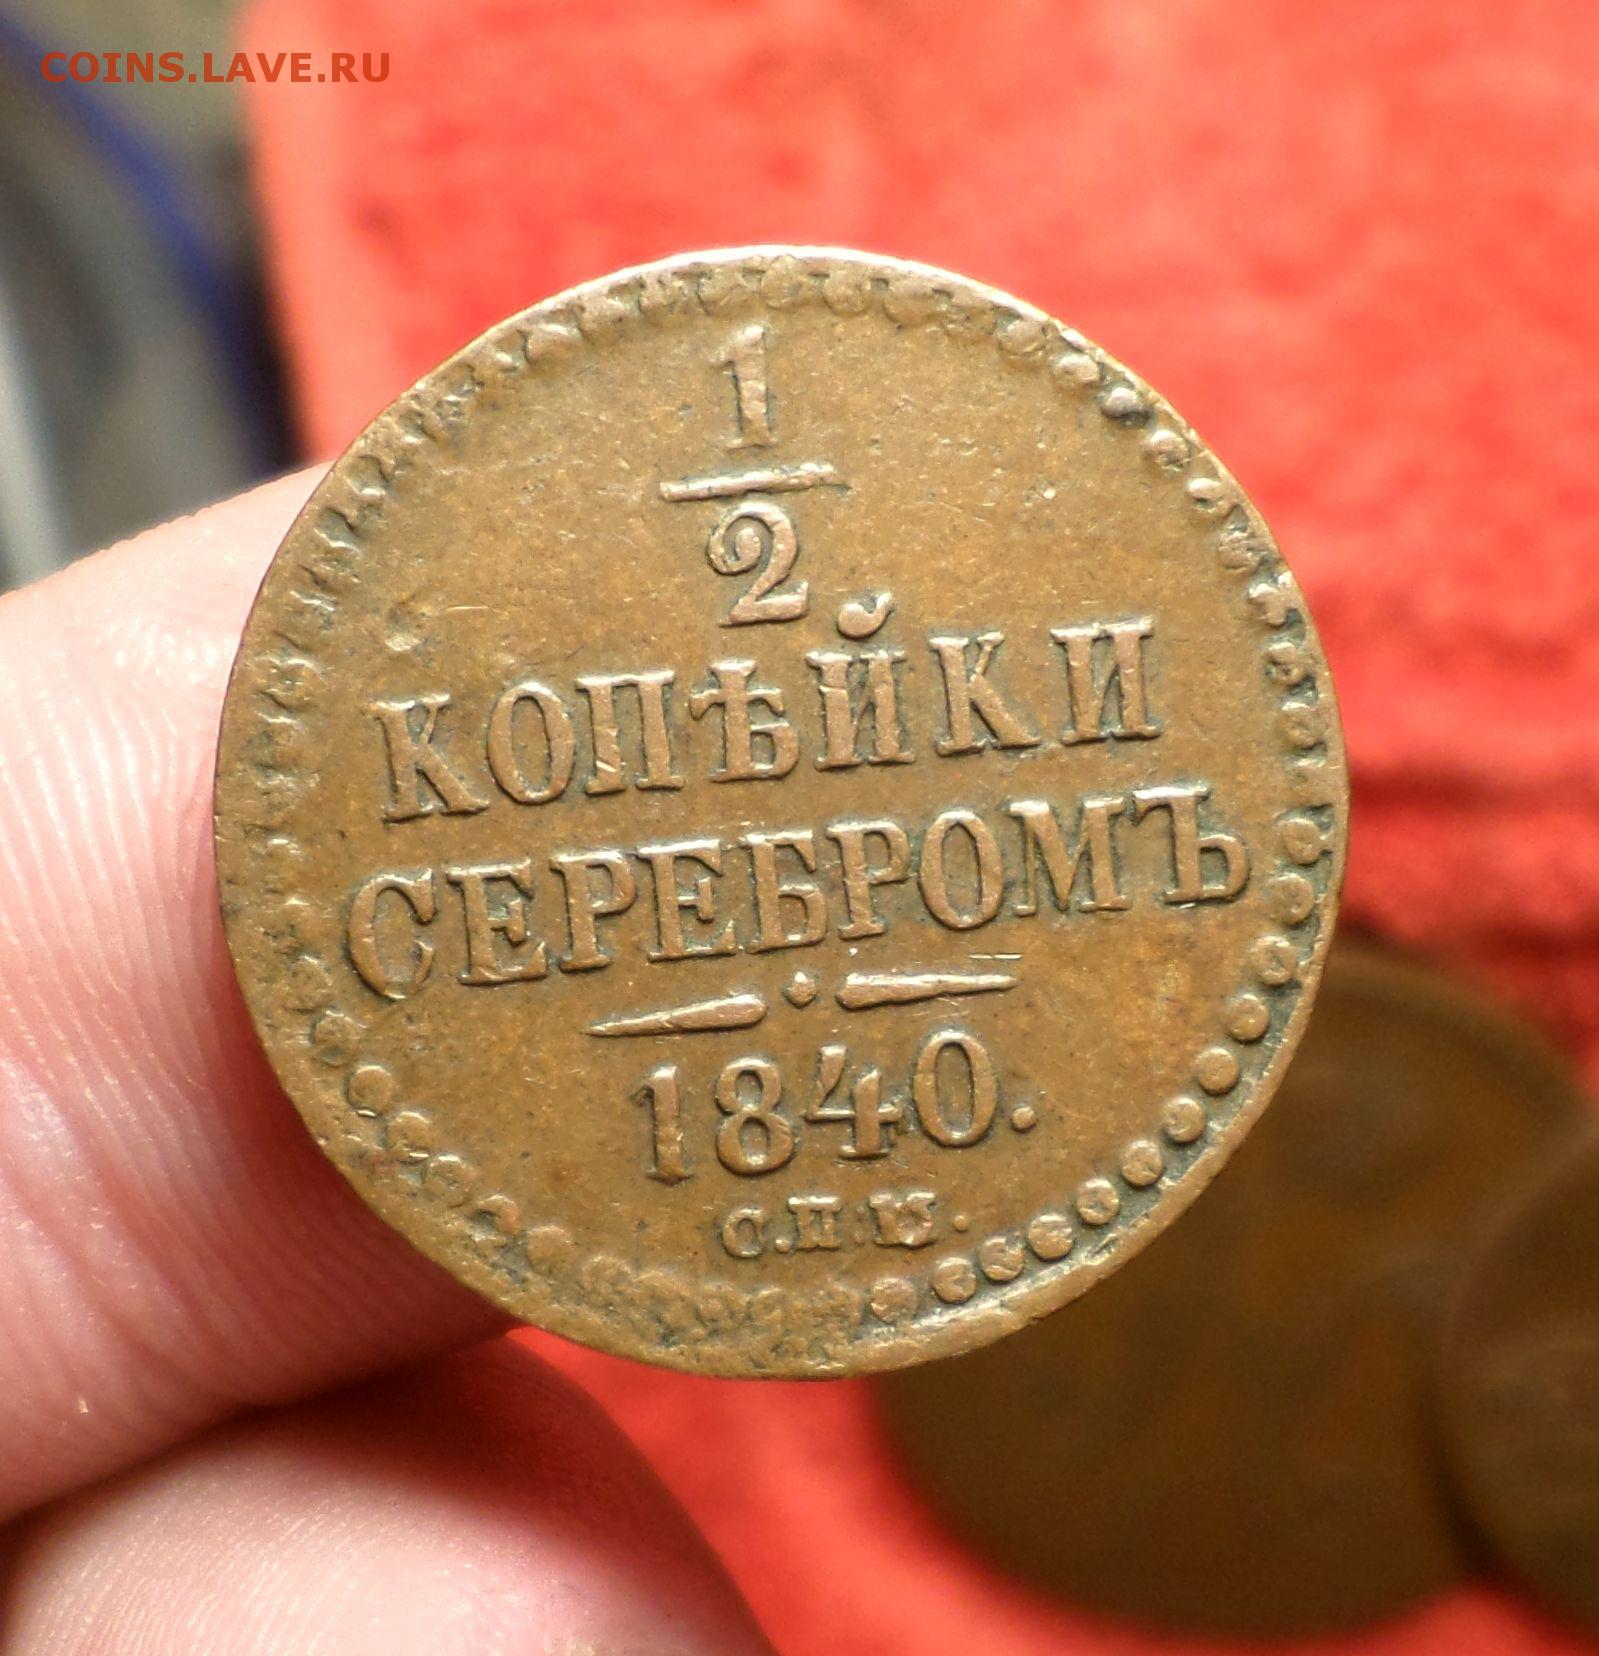 COINS.LAVE.RU
1
2
КОПѢЙКИ
СЕРЕБРОМЪ
1840.
С.П.М.